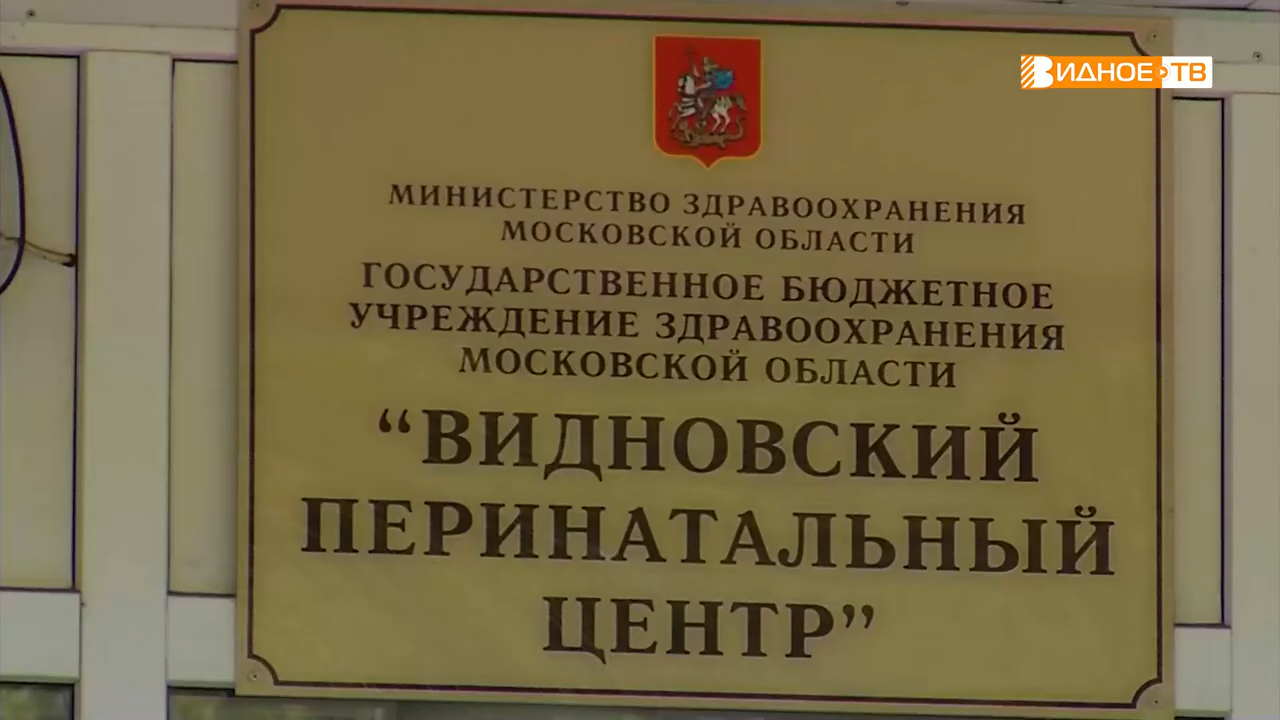 ВИДНОЕ ТВ
МИНИСТЕРСТВО ЗДРАВООХРАНЕНИЯ
МОСКОВСКОЙ ОБЛАСТИ
ГОСУДАРСТВЕННОЕ БЮДЖЕТНОЕ
УЧРЕЖДЕНИЕ ЗДРАВООХРАНЕНИЯ
МОСКОВСКОЙ ОБЛАСТИ
“ВИДНОВСКИЙ
ПЕРИНАТАЛЬНЫЙ
ЦЕНТР”